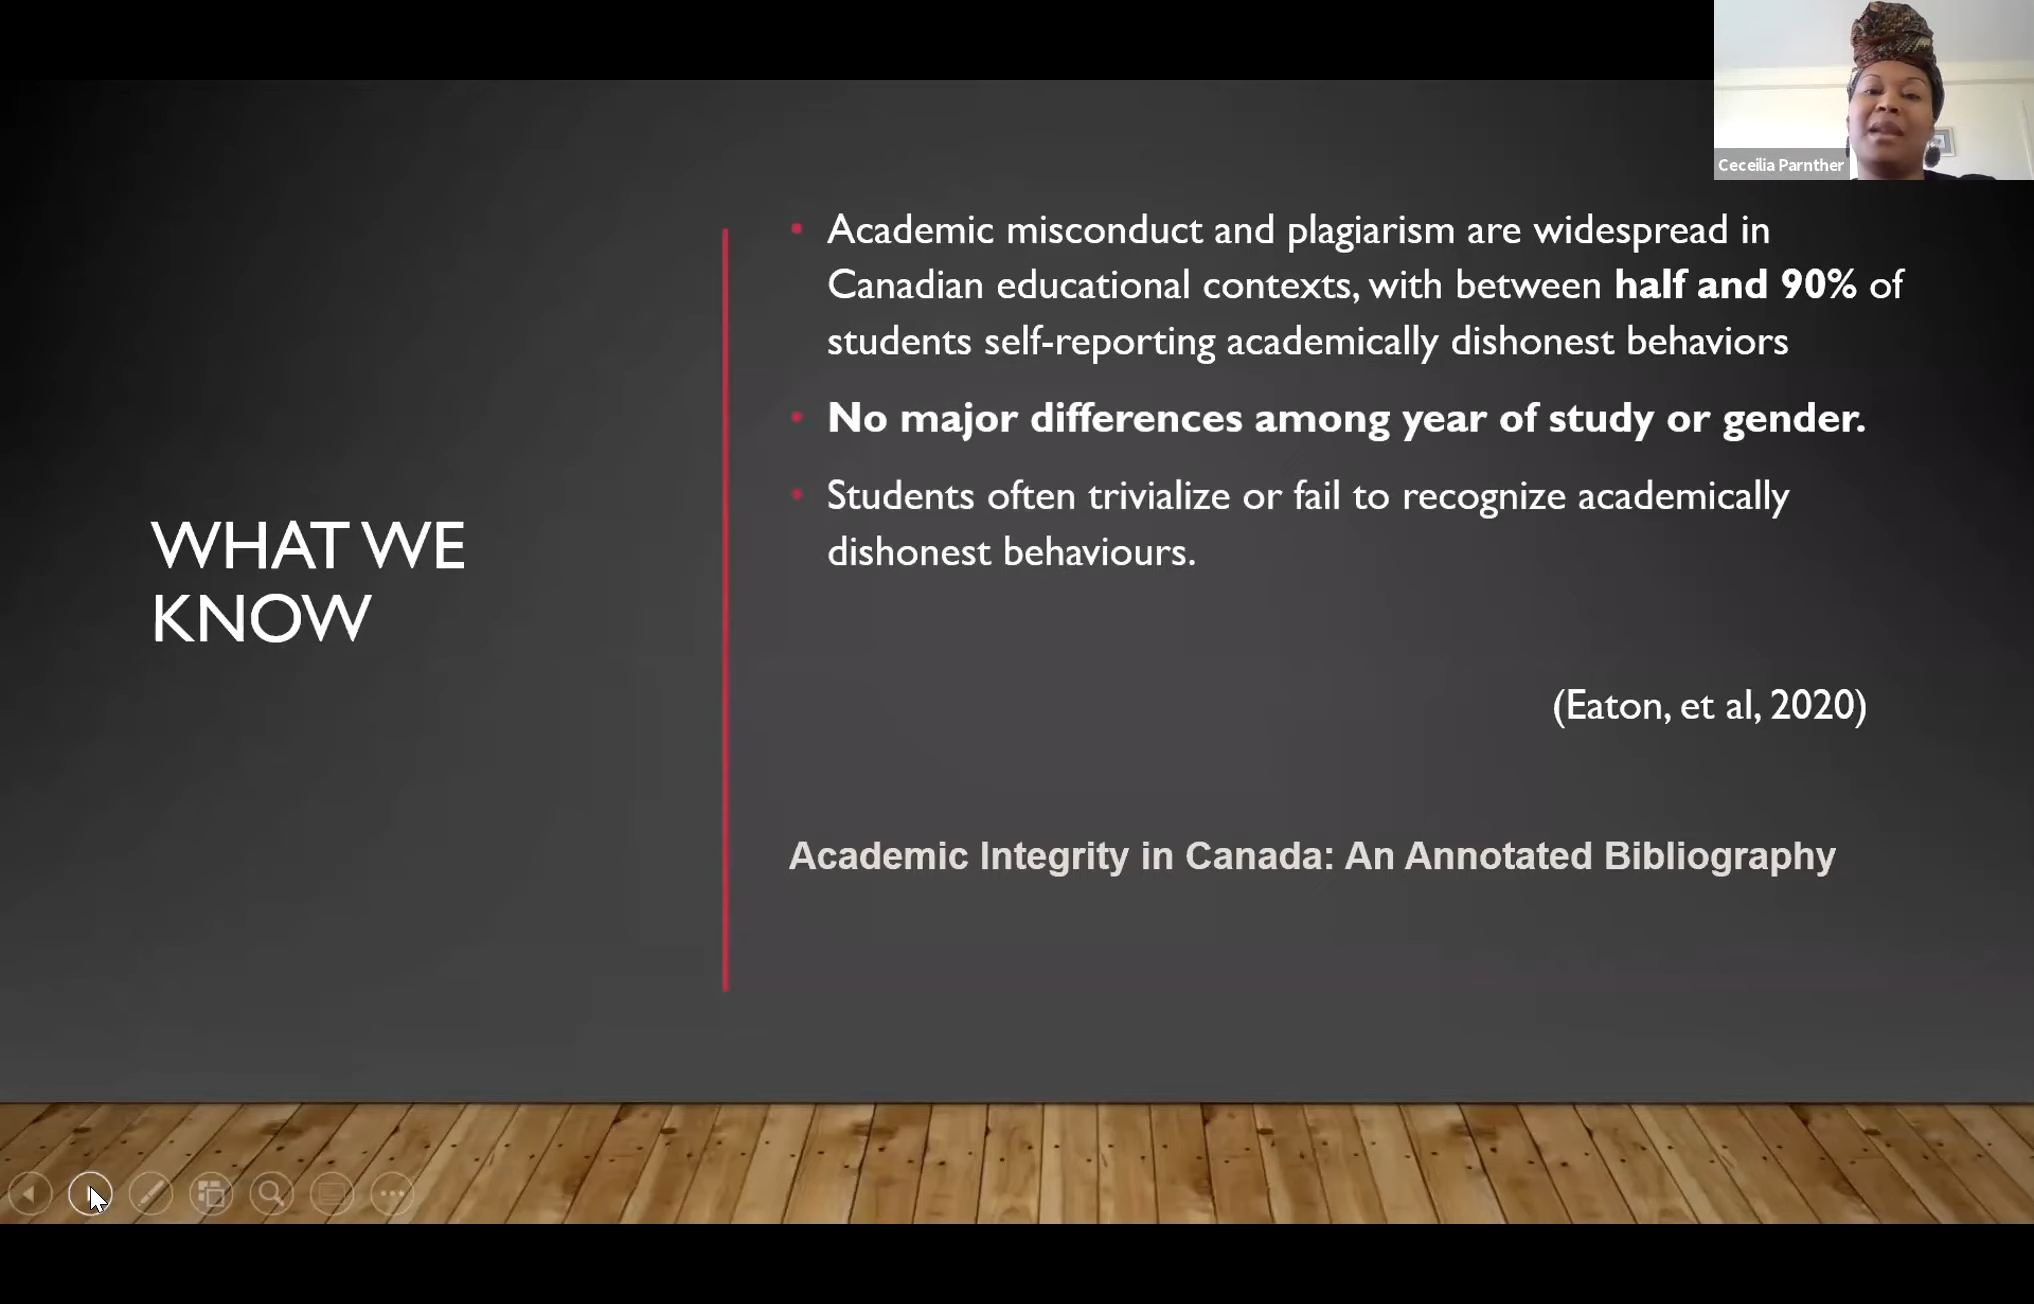 Ceceilia Parnther
WHAT WE
KNOW
• Academic misconduct and plagiarism are widespread in
Canadian educational contexts, with between half and 90% of
students self-reporting academically dishonest behaviors
• No major differences among year of study or gender.
• Students often trivialize or fail to recognize academically
dishonest behaviours.
(Eaton, et al, 2020)
Academic Integrity in Canada: An Annotated Bibliography